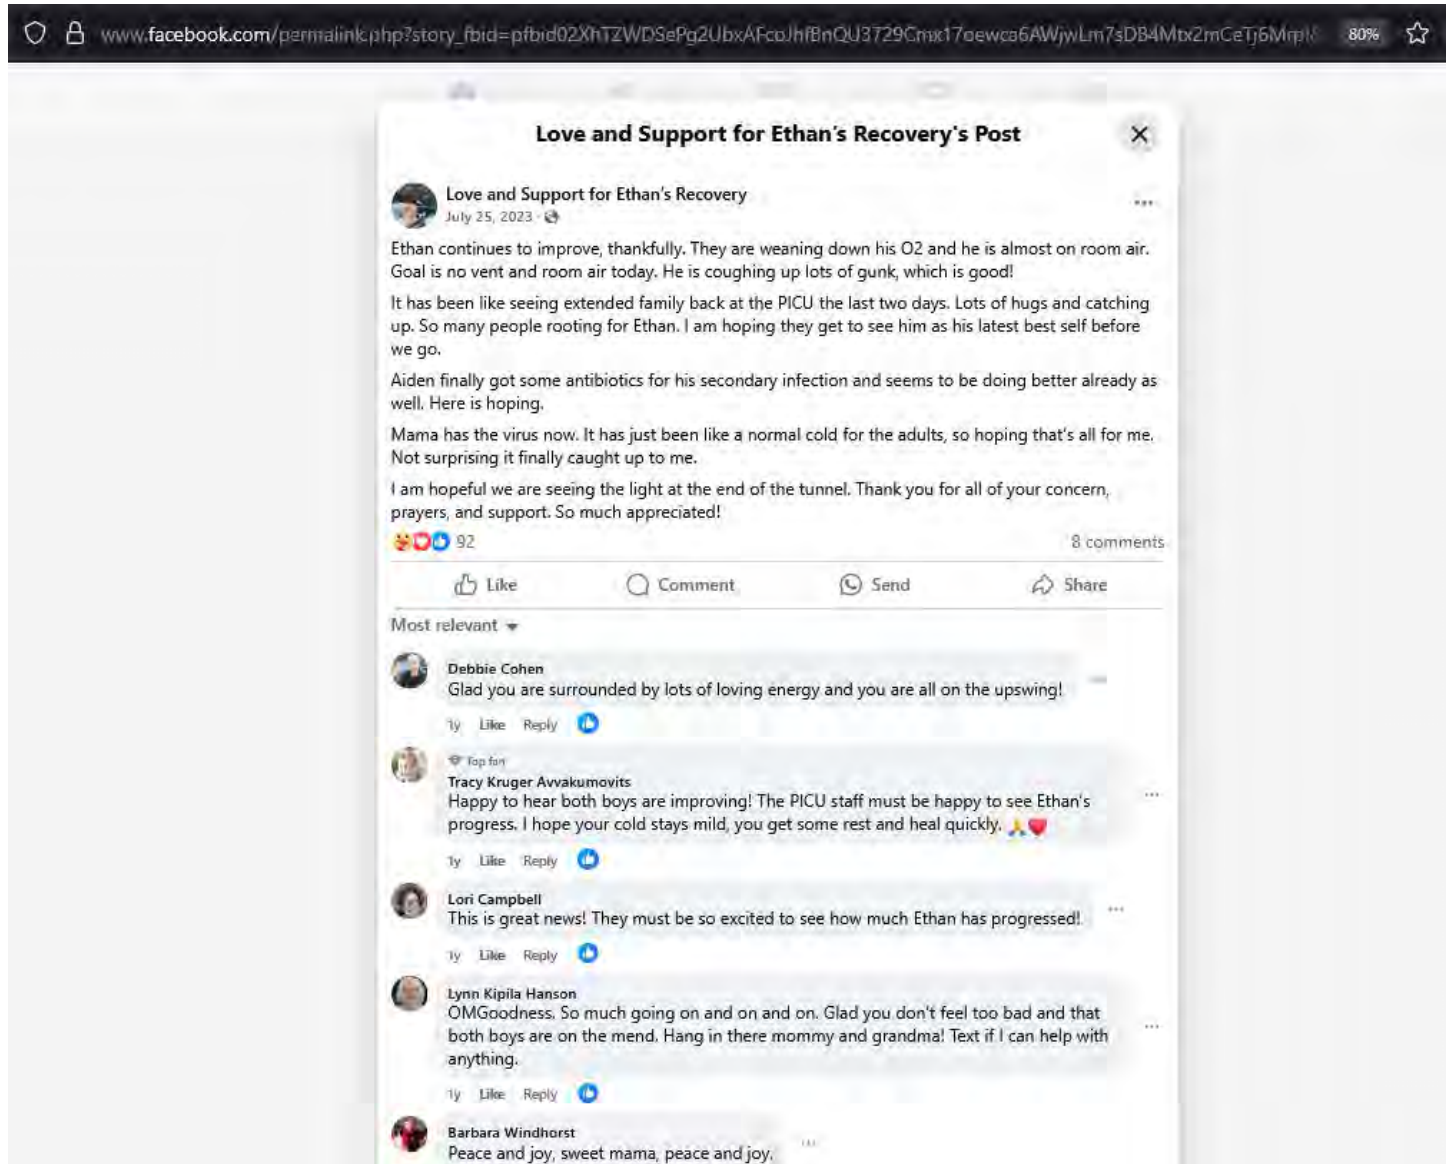 www.facebook.com/permalink.php?story_fbid=
80%
Love and Support for Ethan's Recovery's Post
Love and Support for Ethan's Recovery
July 25, 2023 ·
Ethan continues to improve, thankfully. They are weaning down his O2 and he is almost on room air.
Goal is no vent and room air today. He is coughing up lots of gunk, which is good!
It has been like seeing extended family back at the PICU the last two days. Lots of hugs and catching
up. So many people rooting for Ethan. I am hoping they get to see him as his latest best self before
we go.
Aiden finally got some antibiotics for his secondary infection and seems to be doing better already as
well. Here is hoping.
Mama has the virus now. It has just been like a normal cold for the adults, so hoping that's all for me.
Not surprising it finally caught up to me.
I am hopeful we are seeing the light at the end of the tunnel. Thank you for all of your concern,
prayers, and support. So much appreciated!
92
8 comments
Like
Comment
Send
Share
Most relevant
Debbie Cohen
Glad you are surrounded by lots of loving energy and you are all on the upswing!
1y Like Reply
Top fan
Tracy Kruger Avvakumovits
Happy to hear both boys are improving! The PICU staff must be happy to see Ethan's
progress. I hope your cold stays mild, you get some rest and heal quickly. 🙏❤️
1y Like Reply
Lori Campbell
This is great news! They must be so excited to see how much Ethan has progressed!
1y Like Reply
Lynn Kipila Hanson
OMGoodness. So much going on and on and on. Glad you don't feel too bad and that
both boys are on the mend. Hang in there mommy and grandma! Text if I can help with
anything.
1y Like Reply
Barbara Windhorst
Peace and joy, sweet mama, peace and joy.